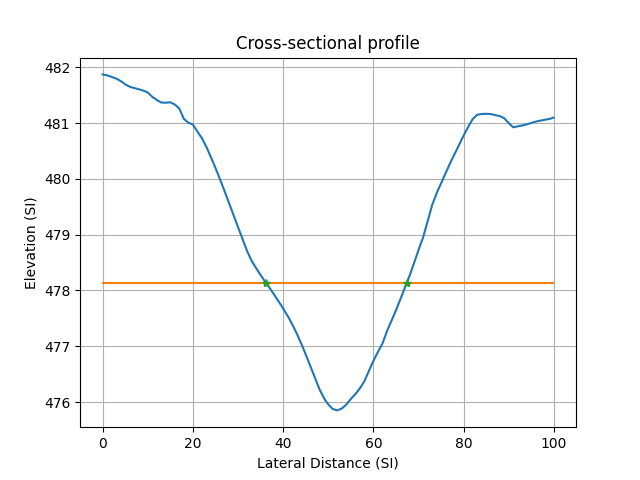 Cross-sectional profile
482
481
480
479
478
477
476
Elevation (SI)
0 20 40 60 80 100
Lateral Distance (SI)